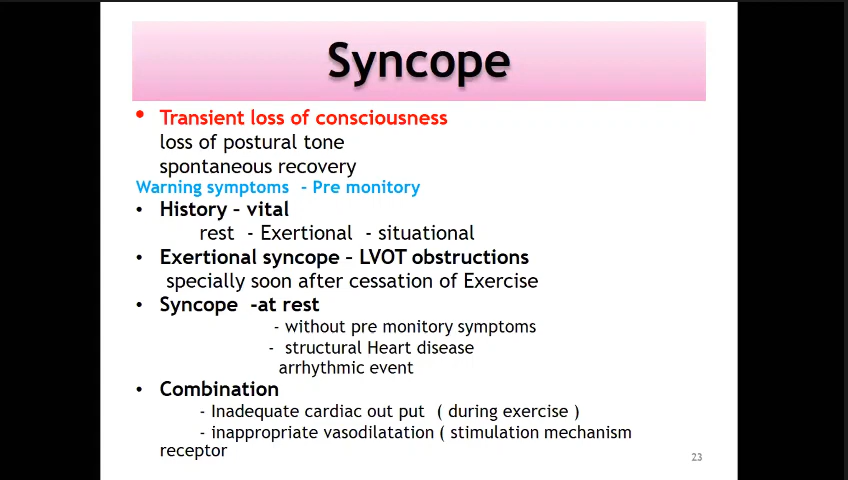 Syncope
• Transient loss of consciousness
loss of postural tone
spontaneous recovery
Warning symptoms - Pre monitory
• History – vital
rest - Exertional - situational
• Exertional syncope – LVOT obstructions
specially soon after cessation of Exercise
• Syncope -at rest
- without pre monitory symptoms
- structural Heart disease
arrhythmic event
• Combination
- Inadequate cardiac out put ( during exercise )
- inappropriate vasodilatation ( stimulation mechanism
receptor
23